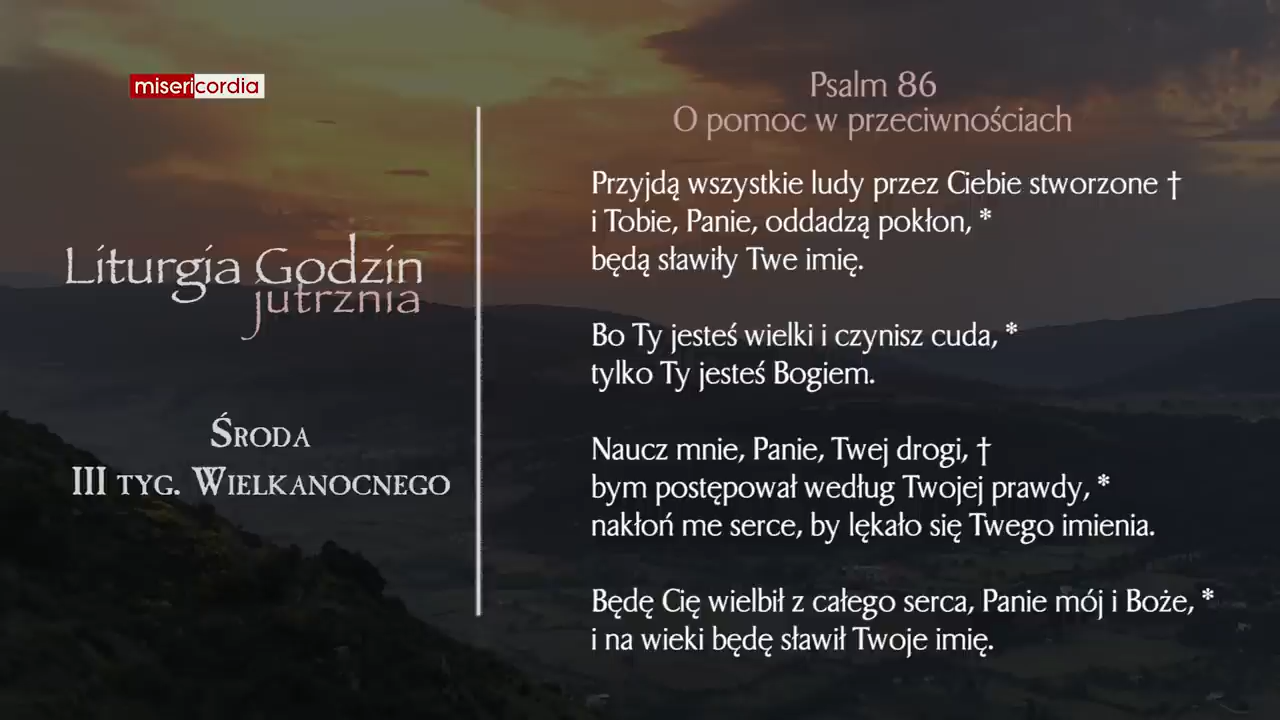 misericordia
Liturgia Godzin
jutrznia
Środa
III tyg. Wielkanocnego
Psalm 86
O pomoc w przeciwnościach
Przyjdą wszystkie ludy przez Ciebie stworzone †
i Tobie, Panie, oddadzą pokłon, *
będą sławiły Twe imię.
Bo Ty jesteś wielki i czynisz cuda, *
tylko Ty jesteś Bogiem.
Naucz mnie, Panie, Twej drogi, †
bym postępował według Twojej prawdy, *
nakłoń me serce, by lękało się Twego imienia.
Będę Cię wielbił z całego serca, Panie mój i Boże, *
i na wieki będę sławił Twoje imię.